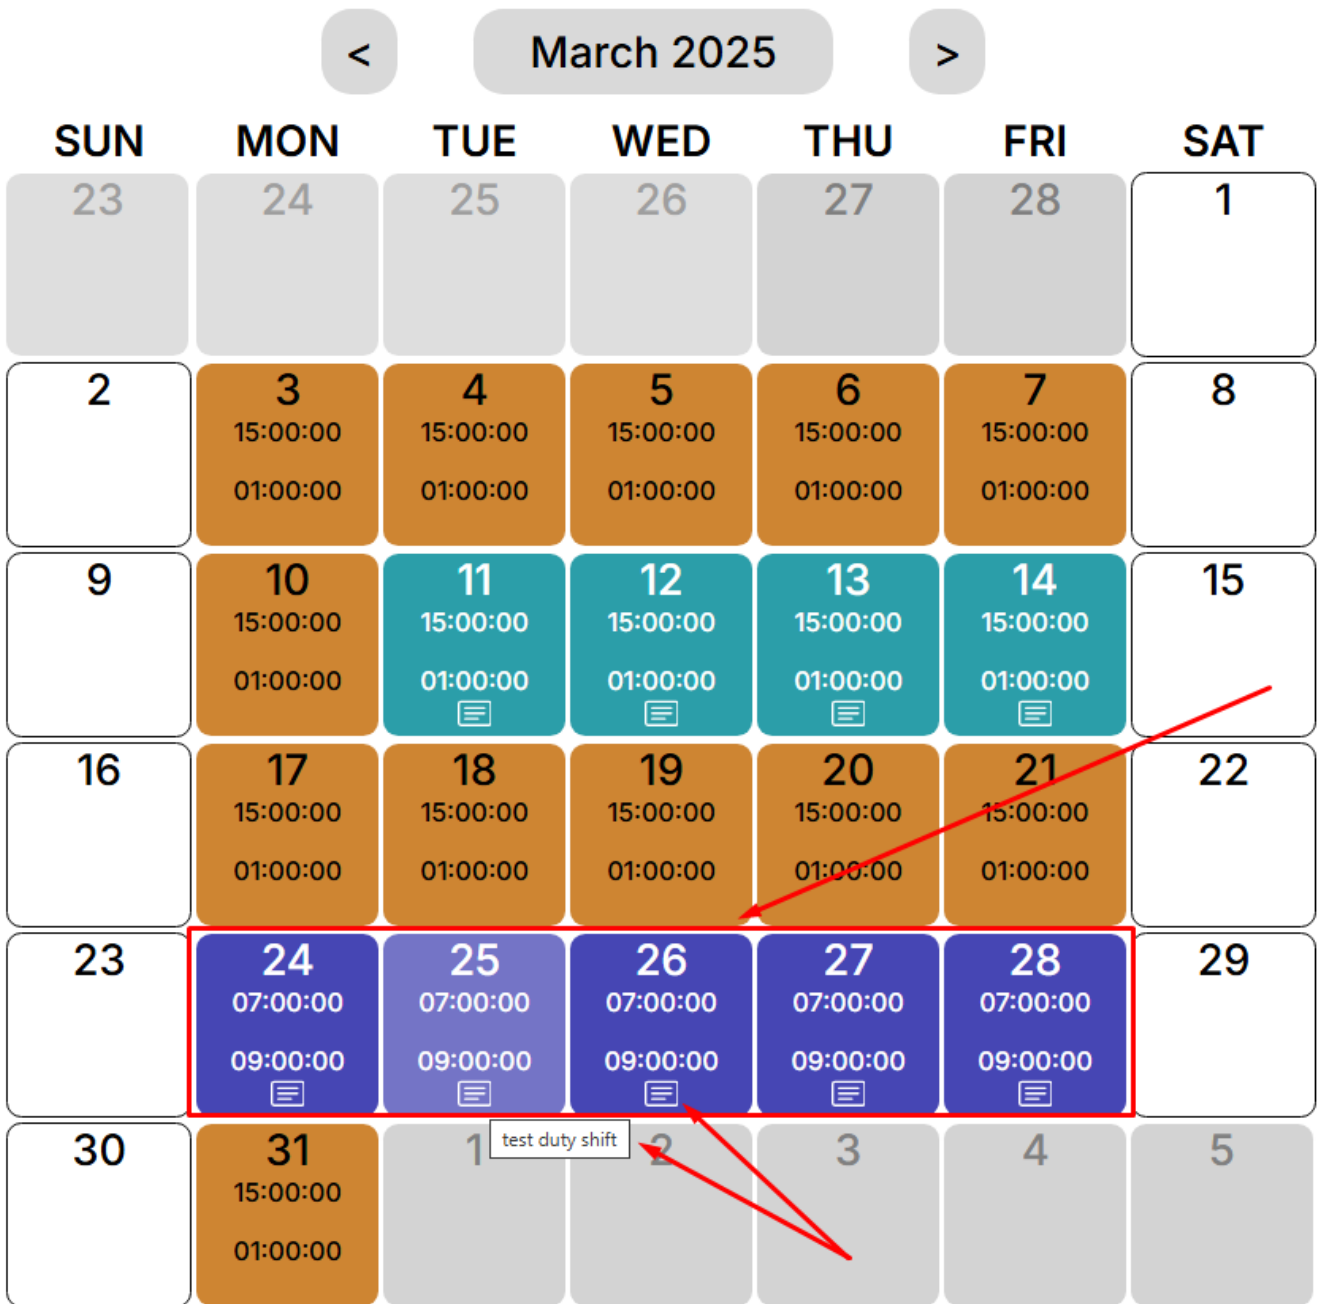 < March 2025 >
SUN MON TUE WED THU FRI SAT
23 24 25 26 27 28 1
2 3 4 5 6 7 8
15:00:00 15:00:00 15:00:00 15:00:00 15:00:00
01:00:00 01:00:00 01:00:00 01:00:00 01:00:00
9 10 11 12 13 14 15
15:00:00 15:00:00 15:00:00 15:00:00 15:00:00
01:00:00 01:00:00 01:00:00 01:00:00 01:00:00
16 17 18 19 20 21 22
15:00:00 15:00:00 15:00:00 15:00:00 15:00:00
01:00:00 01:00:00 01:00:00 01:00:00 01:00:00
23 24 25 26 27 28 29
07:00:00 07:00:00 07:00:00 07:00:00 07:00:00
09:00:00 09:00:00 09:00:00 09:00:00 09:00:00
test duty shift
30 31 1 2 3 4 5
15:00:00
01:00:00